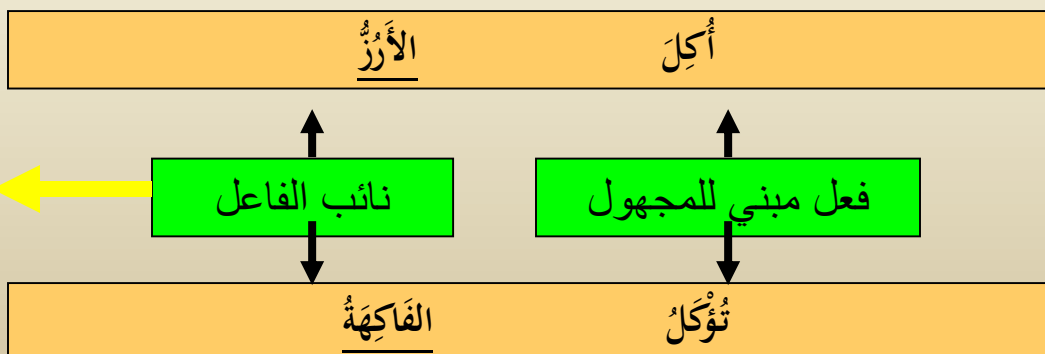 أُكِلَ الأَرُزُّ
فعل مبني للمجهول نائب الفاعل
تُؤْكَلُ الفَاكِهَةُ